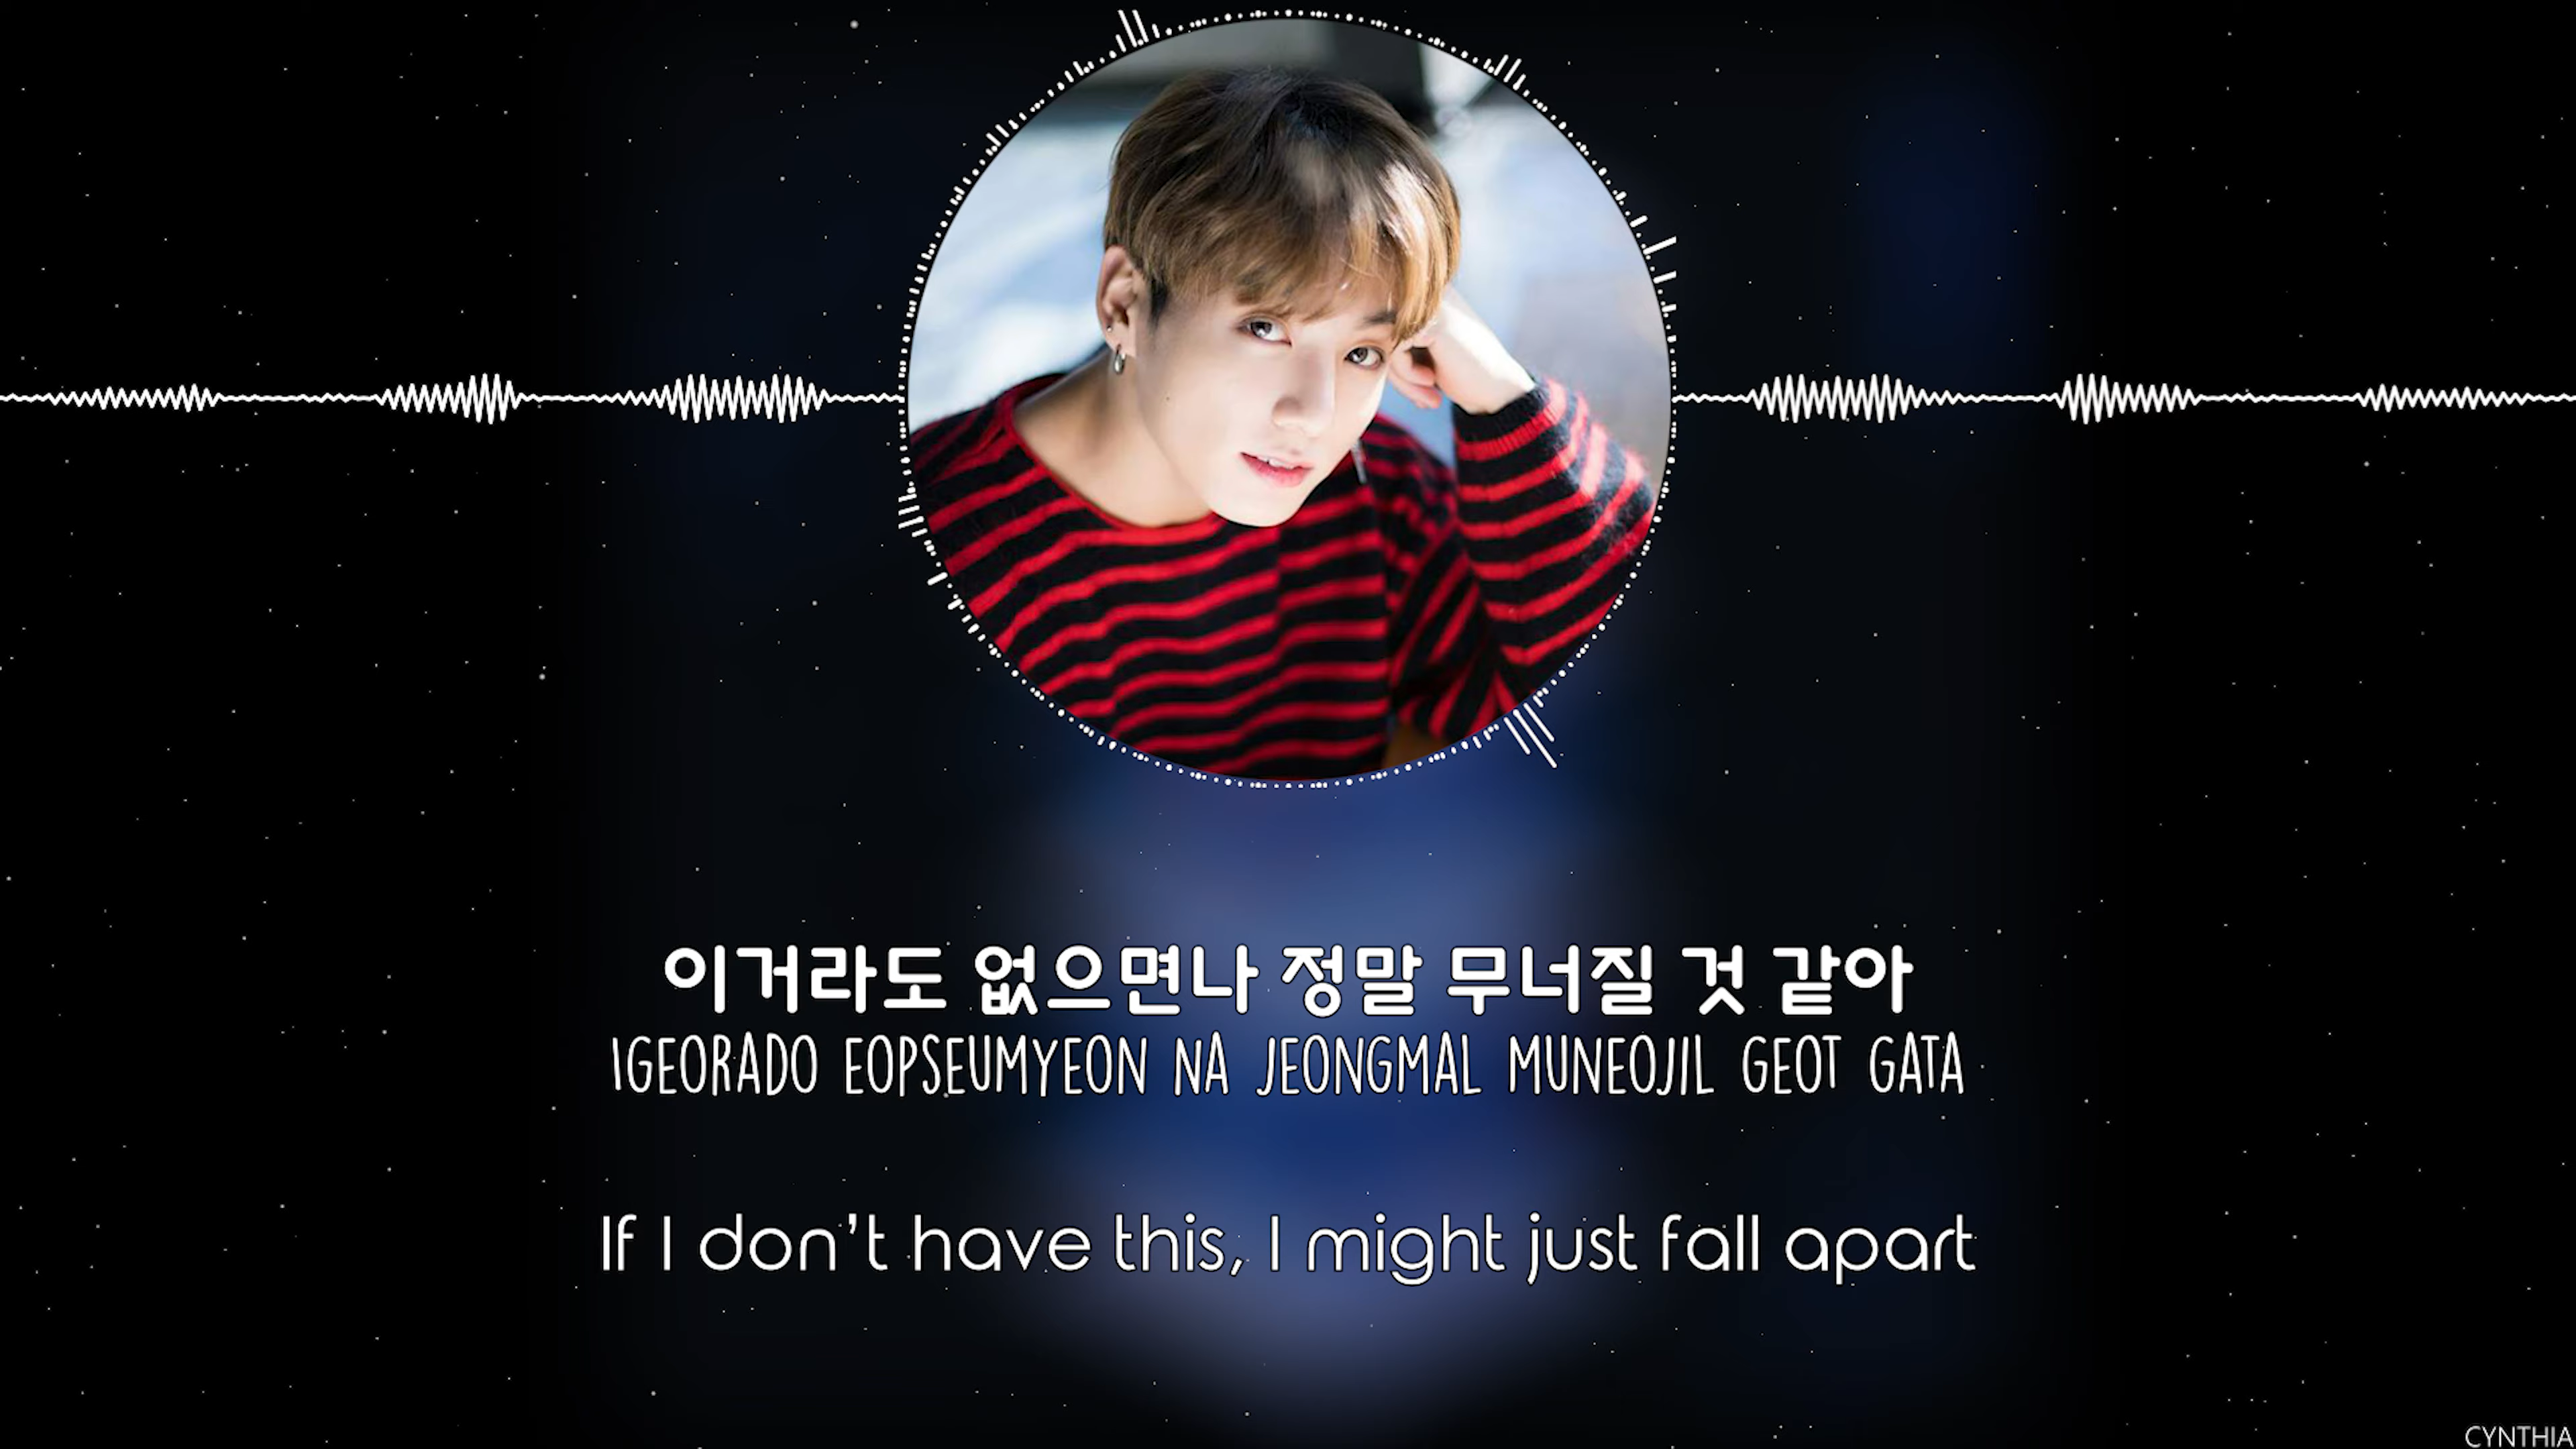 이거라도 없으면나 정말 무너질 것 같아
IGEORADO EOPSEUMYEON NA JEONGMAL MUNEOJIL GEOT GATA
If I don't have this, I might just fall apart
CYNTHIA